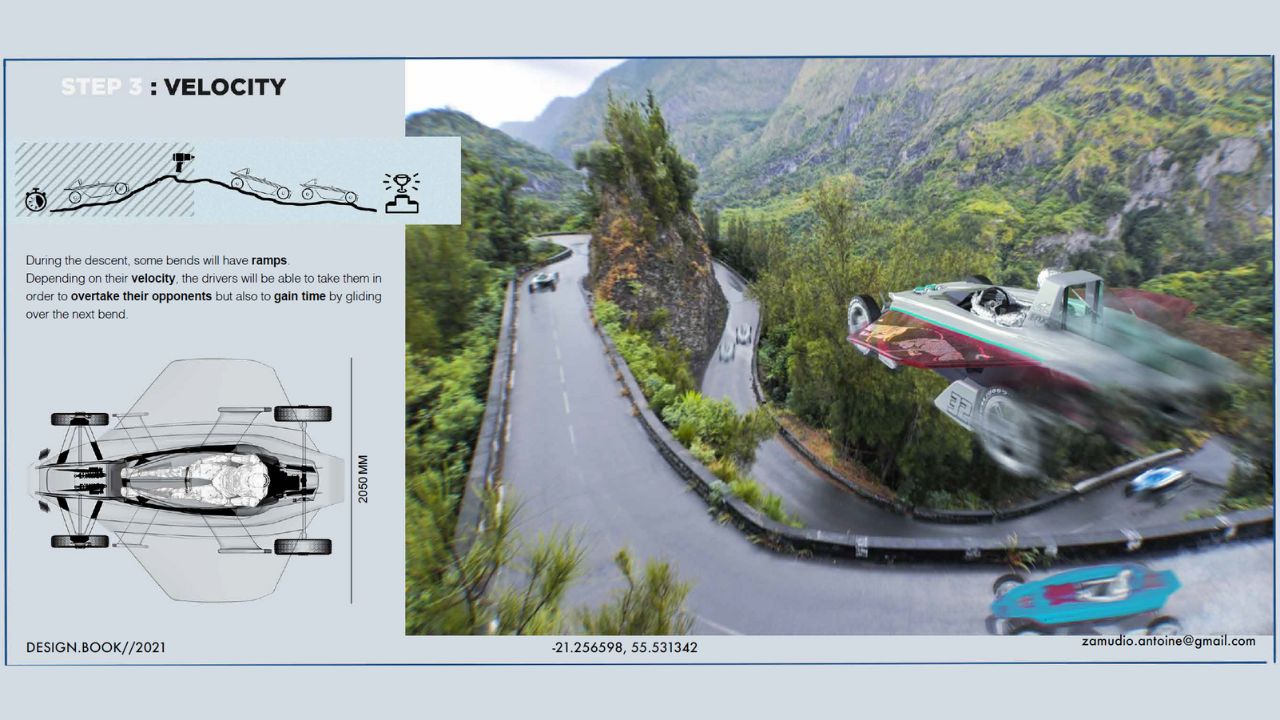 STEP 3 : VELOCITY
During the descent, some bends will have ramps.
Depending on their velocity, the drivers will be able to take them in
order to overtake their opponents but also to gain time by gliding
over the next bend.
2050 MM
DESIGN.BOOK//2021
-21.256598, 55.531342
zamudio.antoine@gmail.com